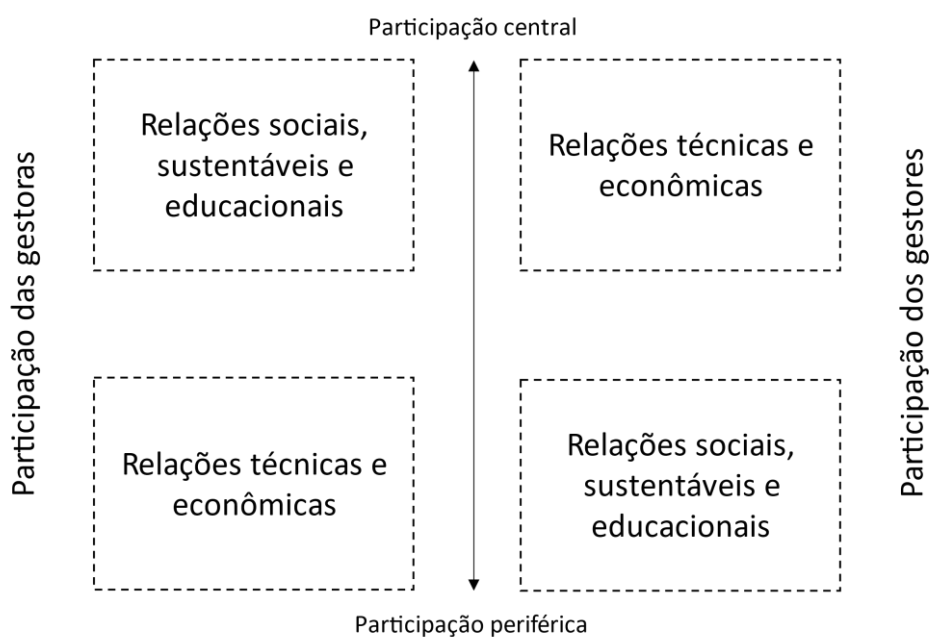 Participação central
Participação das gestoras
Relações sociais,
sustentáveis e
educacionais
Relações técnicas e
econômicas
Participação dos gestores
Relações técnicas e
econômicas
Relações sociais,
sustentáveis e
educacionais
Participação periférica